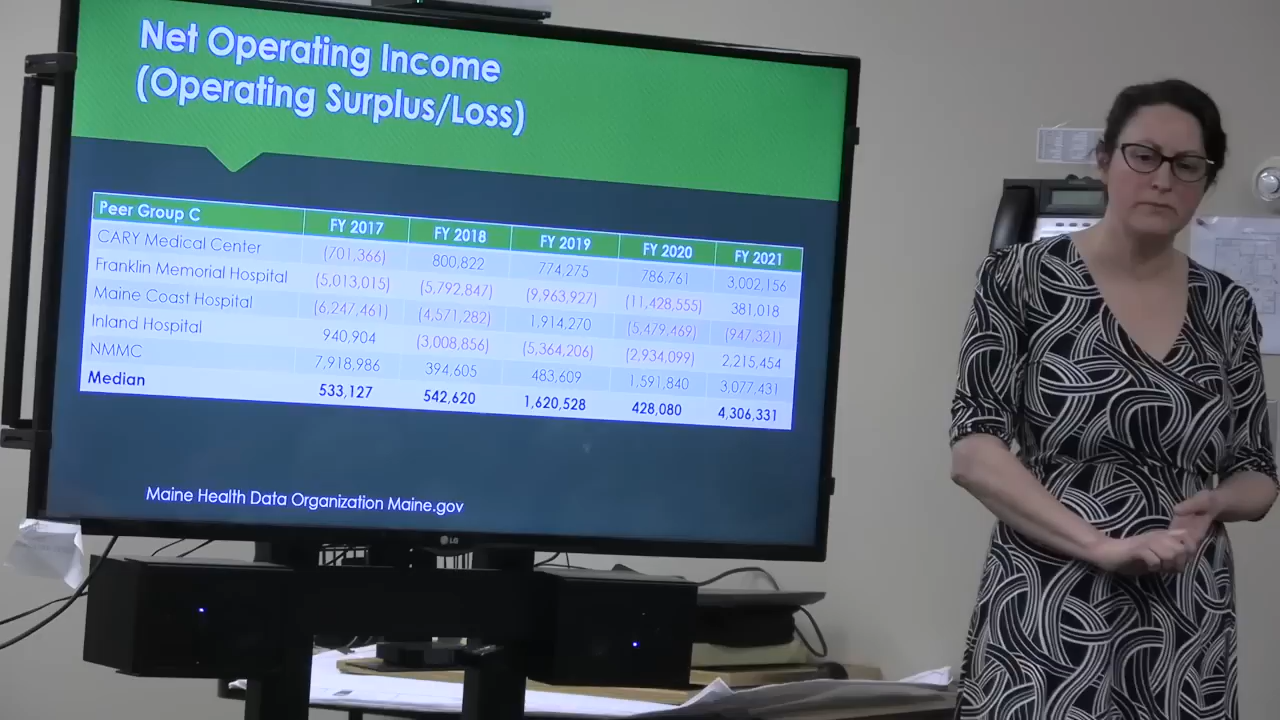 Net Operating Income
(Operating Surplus/Loss)
Peer Group C FY 2017 FY 2018 FY 2019 FY 2020 FY 2021
CARY Medical Center (701,366) 800,822 774,275 786,761 3,002,156
Franklin Memorial Hospital (5,013,015) (5,792,847) (9,963,927) (11,428,555) 381,018
Maine Coast Hospital (6,247,461) (4,571,282) 1,914,270 (5,479,469) (947,321)
Inland Hospital 940,904 (3,008,856) (5,364,206) (2,934,099) 2,215,454
NMMC 7,918,986 394,605 483,609 1,591,840 3,077,431
Median 533,127 542,620 1,620,528 428,080 4,306,331
Maine Health Data Organization Maine.gov
LG